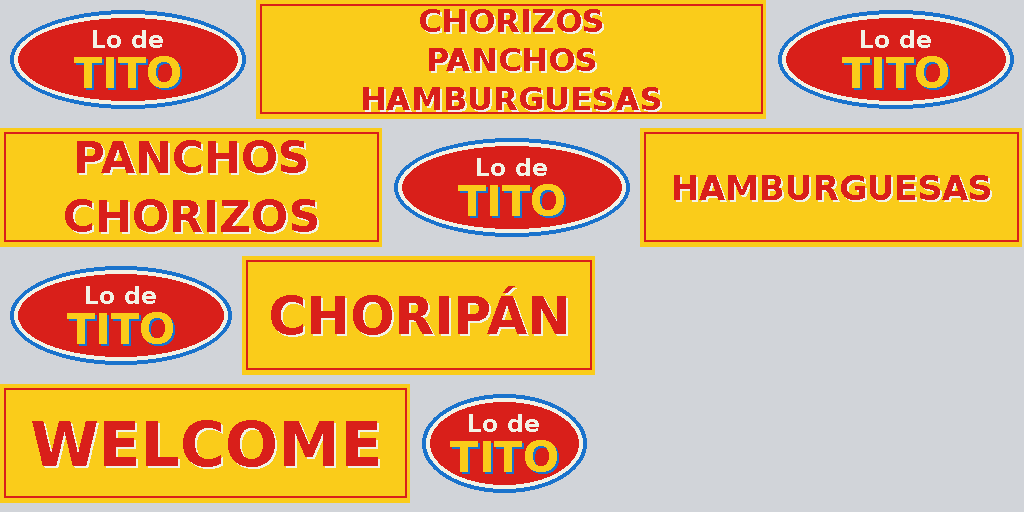 Lo de
TITO
CHORIZOS
PANCHOS
HAMBURGUESAS
Lo de
TITO
PANCHOS
CHORIZOS
Lo de
TITO
HAMBURGUESAS
Lo de
TITO
CHORIPÁN
WELCOME
Lo de
TITO